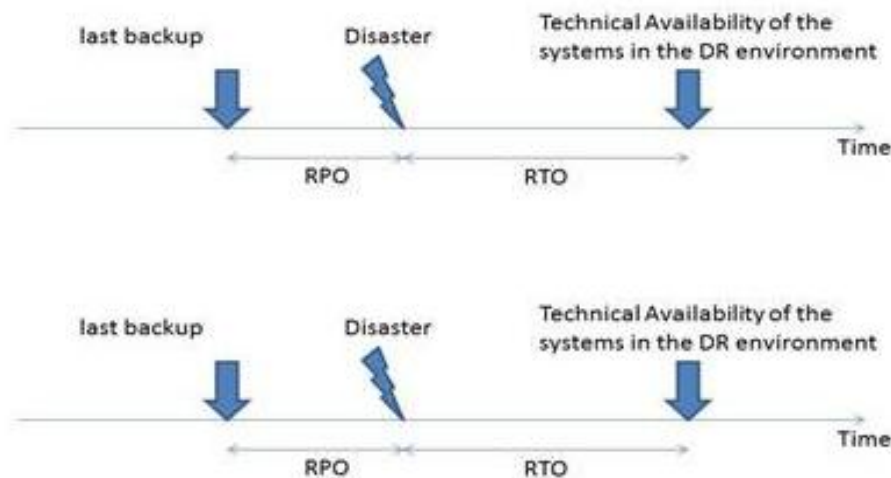 last backup
Disaster
Technical Availability of the
systems in the DR environment
Time
RPO
RTO
last backup
Disaster
Technical Availability of the
systems in the DR environment
Time
RPO
RTO